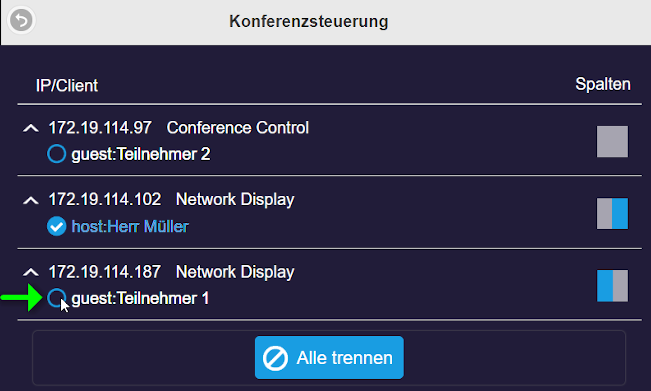 Konferenzsteuerung
IP/Client Spalten
172.19.114.97 Conference Control
guest:Teilnehmer 2
172.19.114.102 Network Display
host:Herr Müller
172.19.114.187 Network Display
guest:Teilnehmer 1
Alle trennen